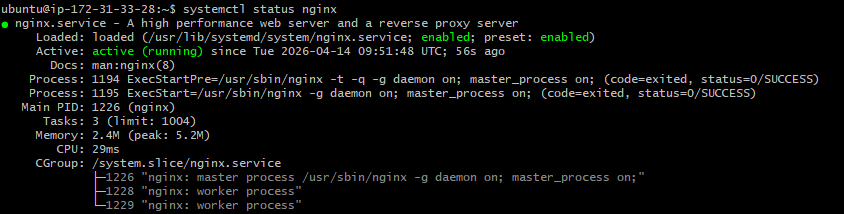 ubuntu@ip-172-31-33-28:~$ systemctl status nginx
● nginx.service - A high performance web server and a reverse proxy server
     Loaded: loaded (/usr/lib/systemd/system/nginx.service; enabled; preset: enabled)
     Active: active (running) since Tue 2026-04-14 09:51:48 UTC; 56s ago
       Docs: man:nginx(8)
    Process: 1194 ExecStartPre=/usr/sbin/nginx -t -q -g daemon on; master_process on; (code=exited, status=0/SUCCESS)
    Process: 1195 ExecStart=/usr/sbin/nginx -g daemon on; master_process on; (code=exited, status=0/SUCCESS)
   Main PID: 1226 (nginx)
      Tasks: 3 (limit: 1004)
     Memory: 2.4M (peak: 5.2M)
        CPU: 29ms
     CGroup: /system.slice/nginx.service
             ├─1226 "nginx: master process /usr/sbin/nginx -g daemon on; master_process on;"
             ├─1228 "nginx: worker process"
             └─1229 "nginx: worker process"